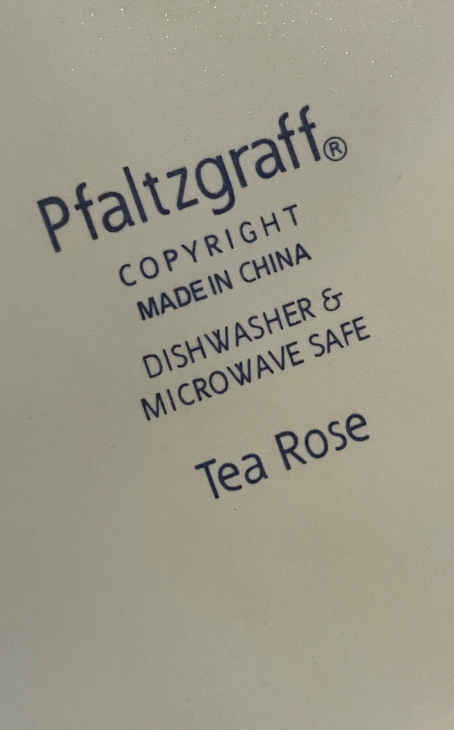 Pfaltzgraff®
COPYRIGHT
MADE IN CHINA
DISHWASHER &
MICROWAVE SAFE
Tea Rose